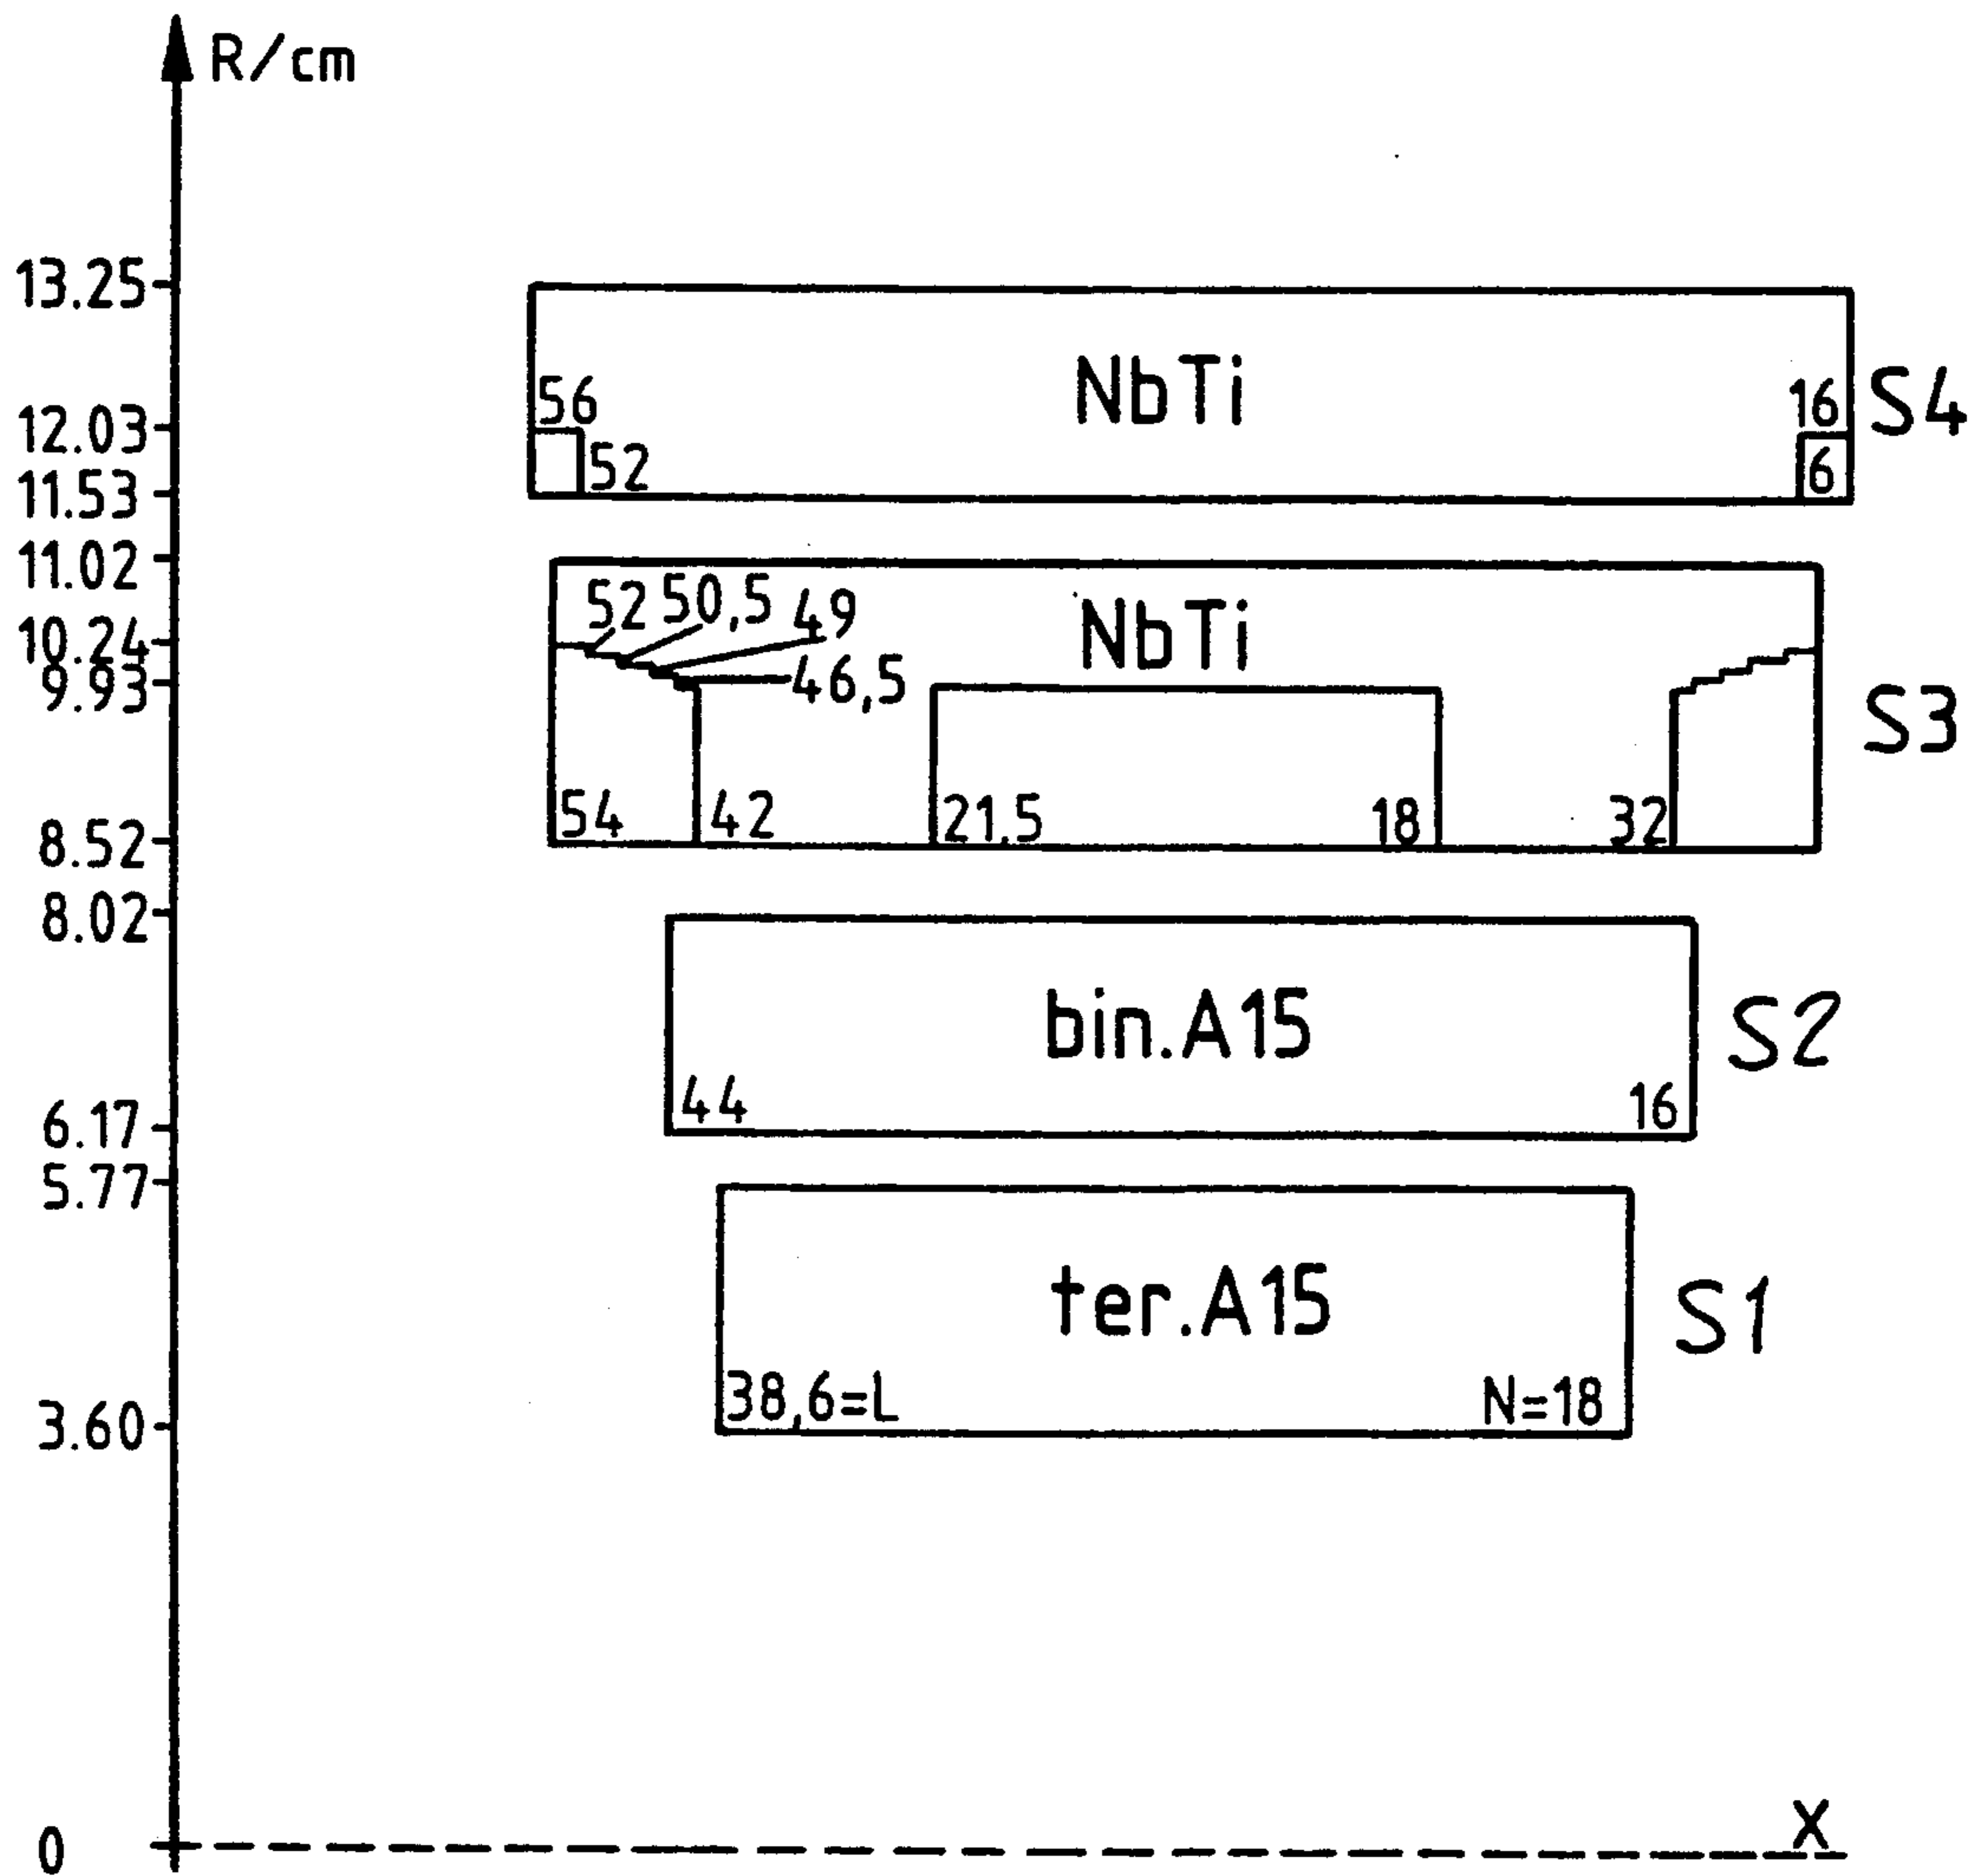 R/cm
13.25
56
NbTi
16
S4
12.03
52
6
11.53
11.02
52 50,5 49
NbTi
10.24
9.93
46,5
S3
54
42
21.5
18
32
8.52
8.02
bin.A15
S2
44
16
6.17
5.77
ter.A15
S1
38,6=L
N=18
3.60
X
0